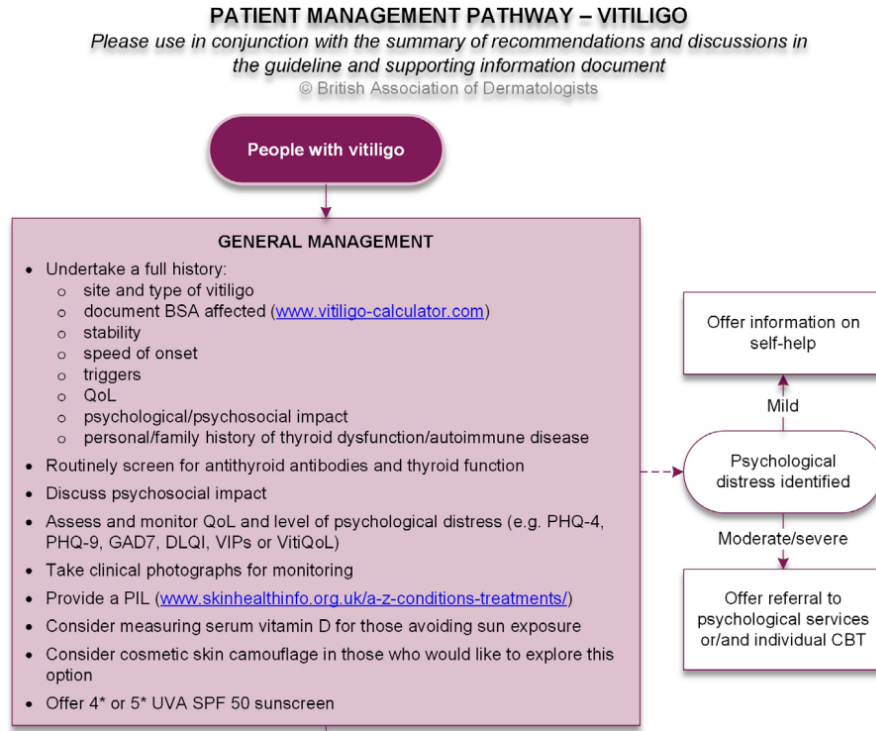 PATIENT MANAGEMENT PATHWAY – VITILIGO
Please use in conjunction with the summary of recommendations and discussions in
the guideline and supporting information document
© British Association of Dermatologists
People with vitiligo
GENERAL MANAGEMENT
• Undertake a full history:
o site and type of vitiligo
o document BSA affected (www.vitiligo-calculator.com)
o stability
o speed of onset
o triggers
o QoL
o psychological/psychosocial impact
o personal/family history of thyroid dysfunction/autoimmune disease
• Routinely screen for antithyroid antibodies and thyroid function
• Discuss psychosocial impact
• Assess and monitor QoL and level of psychological distress (e.g. PHQ-4,
PHQ-9, GAD7, DLQI, VIPs or VitiQoL)
• Take clinical photographs for monitoring
• Provide a PIL (www.skinhealthinfo.org.uk/a-z-conditions-treatments/)
• Consider measuring serum vitamin D for those avoiding sun exposure
• Consider cosmetic skin camouflage in those who would like to explore this
option
• Offer 4* or 5* UVA SPF 50 sunscreen
Offer information on
self-help
Mild
Psychological
distress identified
Moderate/severe
Offer referral to
psychological services
or/and individual CBT